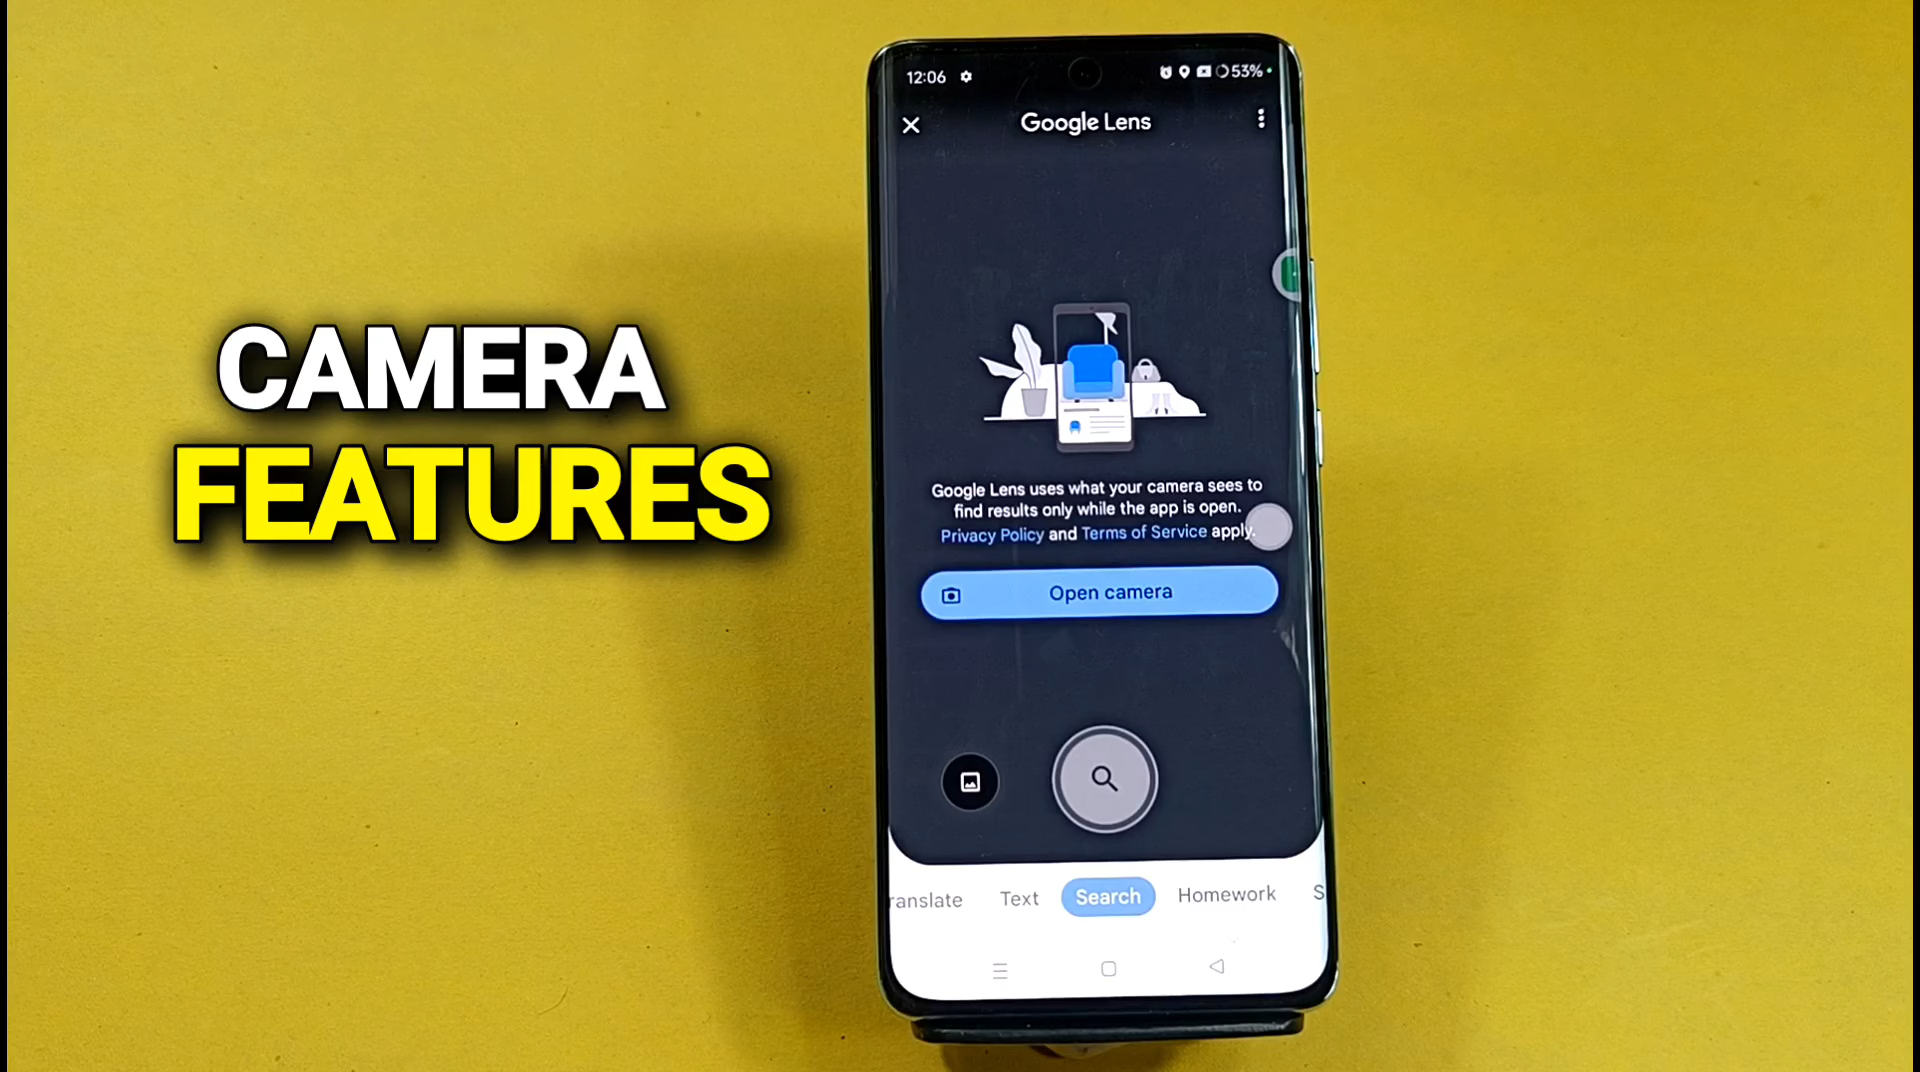 CAMERA
FEATURES
12:06
53%
Google Lens
Google Lens uses what your camera sees to
find results only while the app is open.
Privacy Policy and Terms of Service apply.
Open camera
ranslate Text Search Homework S